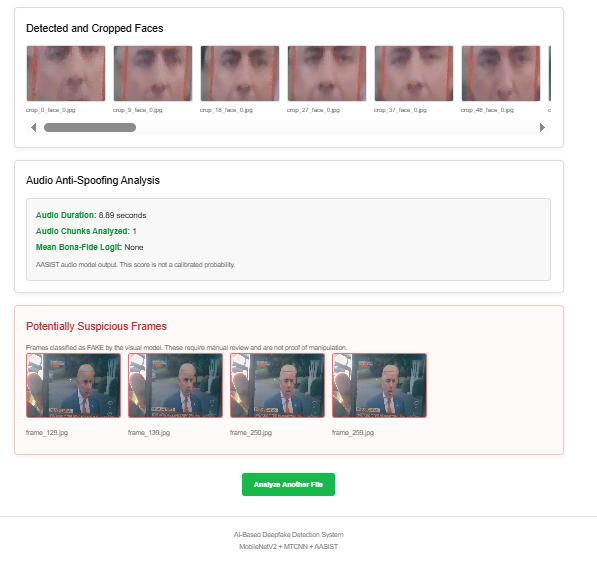 Detected and Cropped Faces
crop_0_face_0.jpg crop_9_face_0.jpg crop_18_face_0.jpg crop_27_face_0.jpg crop_37_face_0.jpg crop_46_face_0.jpg c
Audio Anti-Spoofing Analysis
Audio Duration: 8.89 seconds
Audio Chunks Analyzed: 1
Mean Bona-Fide Logit: None
AASIST audio model output. This score is not a calibrated probability.
Potentially Suspicious Frames
Frames classified as FAKE by the visual model. These require manual review and are not proof of manipulation.
frame_129.jpg frame_139.jpg frame_250.jpg frame_259.jpg
Analyze Another File
AI-Based Deepfake Detection System
MobileNetV2 + MTCNN + AASIST